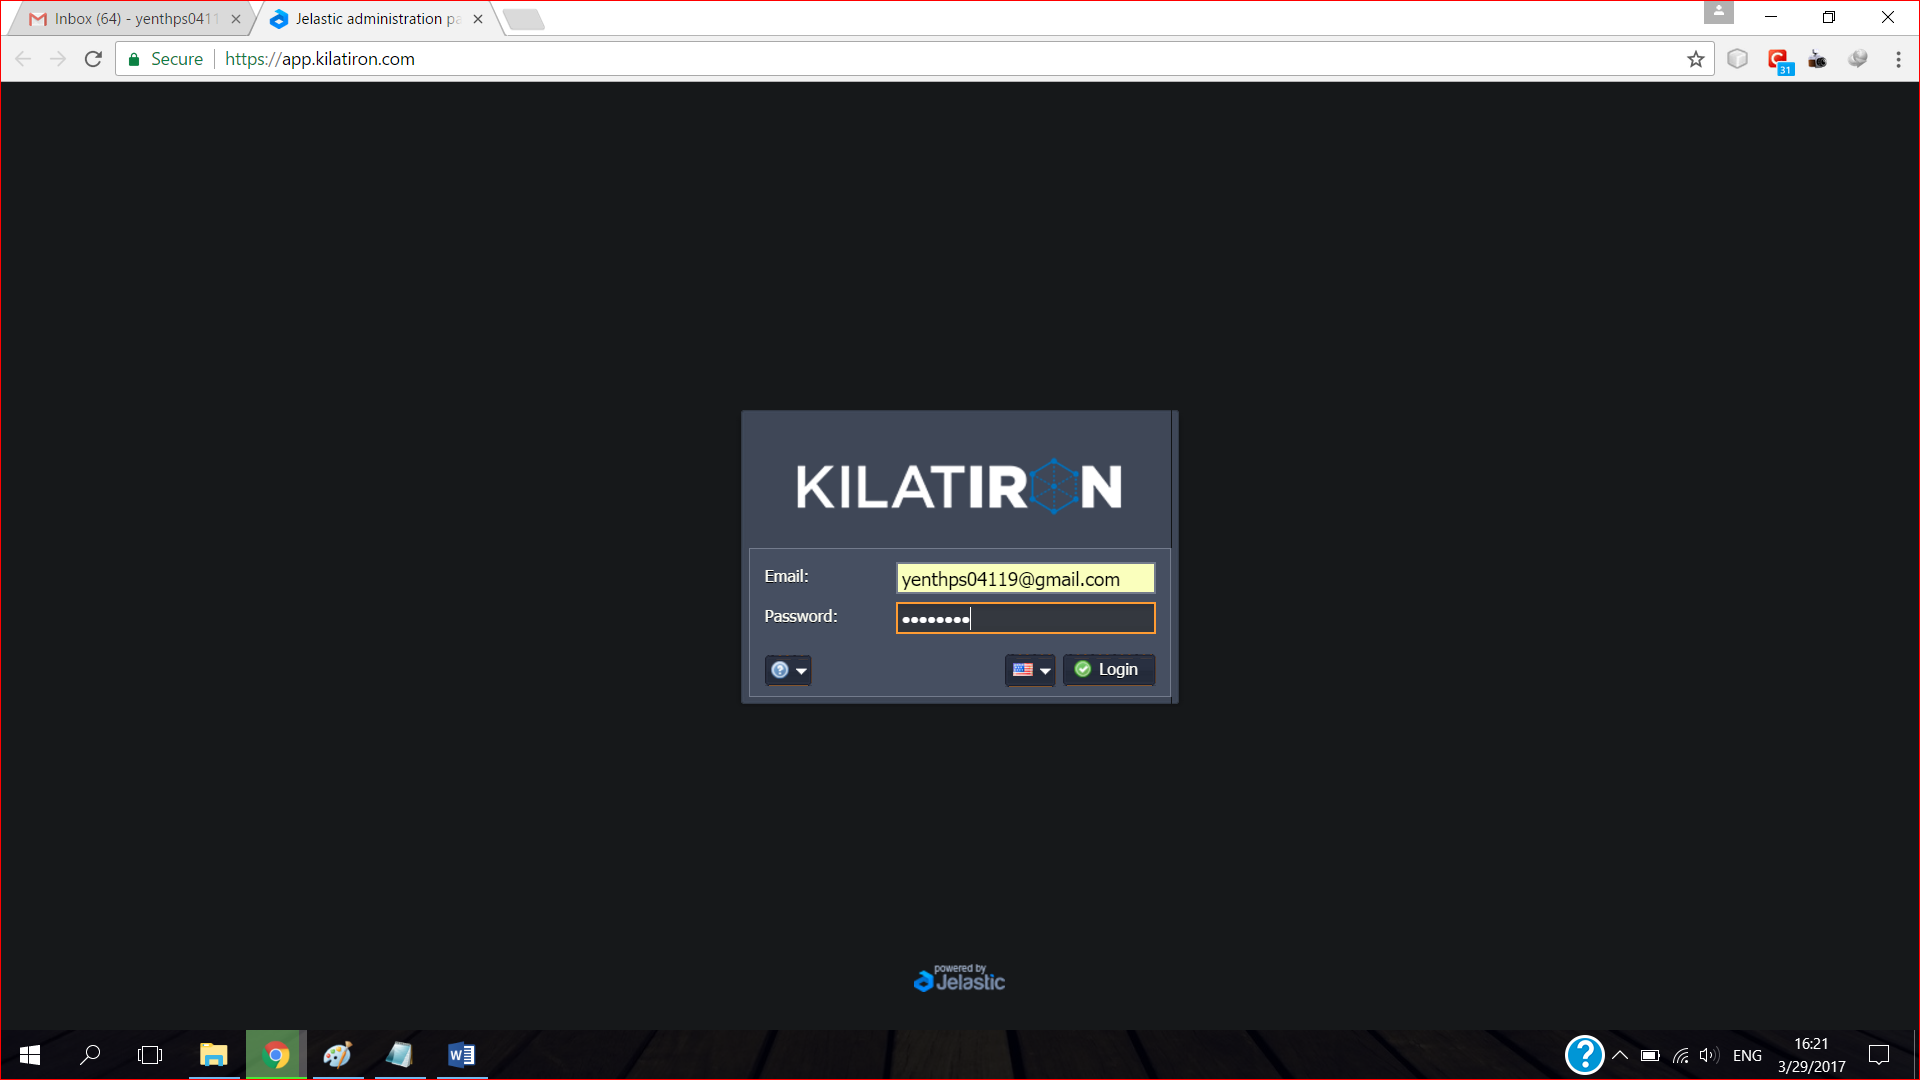 Inbox (64) - yenthps0411
Jelastic administration pa
Secure
https://app.kilatiron.com
31
KILATIRON
Email:
yenthps04119@gmail.com
Password:
••••••••
Login
powered by
Jelastic
ENG
16:21
3/29/2017